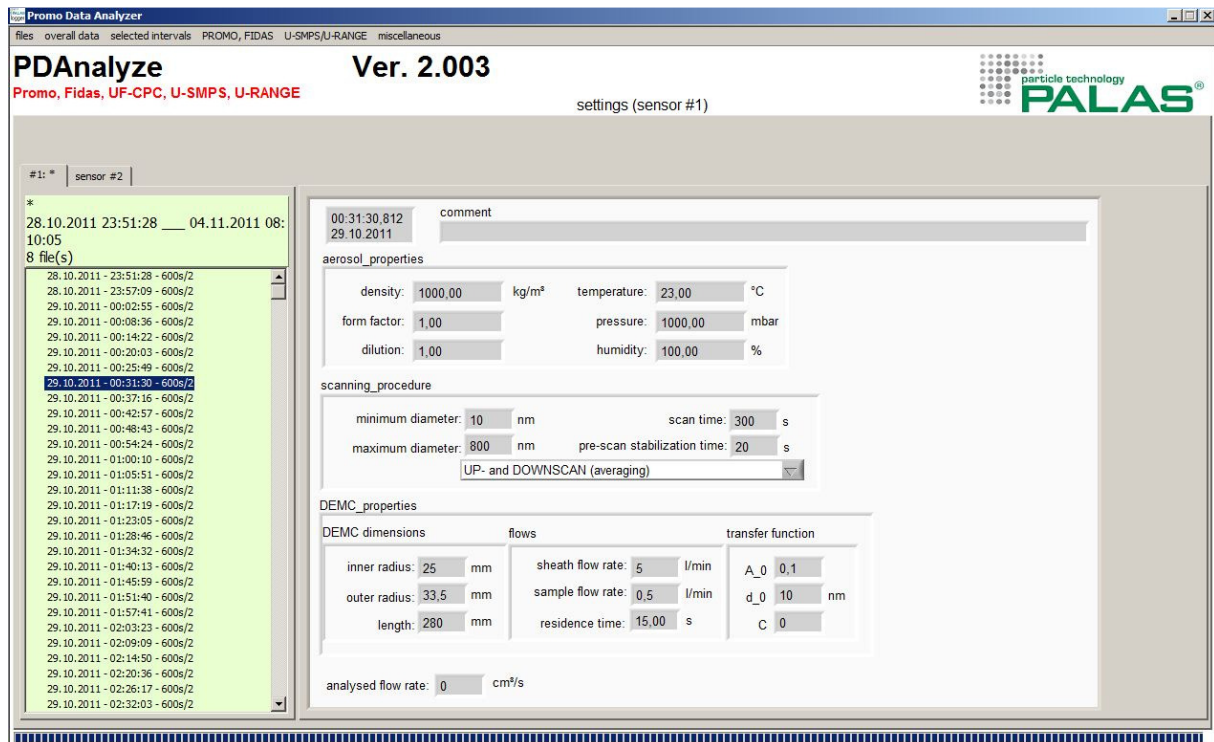 Promo Data Analyzer
files overall data selected intervals PROMO, FIDAS U-SMPS/U-RANGE miscellaneous
PDAnalyze Ver. 2.003
Promo, Fidas, UF-CPC, U-SMPS, U-RANGE
settings (sensor #1)
particle technology
PALAS®
#1: * sensor #2
*
28.10.2011 23:51:28 ___ 04.11.2011 08:
10:05
8 file(s)
28.10.2011 - 23:51:28 - 600s/2
28.10.2011 - 23:57:09 - 600s/2
29.10.2011 - 00:02:55 - 600s/2
29.10.2011 - 00:08:36 - 600s/2
29.10.2011 - 00:14:22 - 600s/2
29.10.2011 - 00:20:03 - 600s/2
29.10.2011 - 00:25:49 - 600s/2
29.10.2011 - 00:31:30 - 600s/2
29.10.2011 - 00:37:16 - 600s/2
29.10.2011 - 00:42:57 - 600s/2
29.10.2011 - 00:48:43 - 600s/2
29.10.2011 - 00:54:24 - 600s/2
29.10.2011 - 01:00:10 - 600s/2
29.10.2011 - 01:05:51 - 600s/2
29.10.2011 - 01:11:38 - 600s/2
29.10.2011 - 01:17:19 - 600s/2
29.10.2011 - 01:23:05 - 600s/2
29.10.2011 - 01:28:46 - 600s/2
29.10.2011 - 01:34:32 - 600s/2
29.10.2011 - 01:40:13 - 600s/2
29.10.2011 - 01:45:59 - 600s/2
29.10.2011 - 01:51:40 - 600s/2
29.10.2011 - 01:57:41 - 600s/2
29.10.2011 - 02:03:23 - 600s/2
29.10.2011 - 02:09:09 - 600s/2
29.10.2011 - 02:14:50 - 600s/2
29.10.2011 - 02:20:36 - 600s/2
29.10.2011 - 02:26:17 - 600s/2
29.10.2011 - 02:32:03 - 600s/2
00:31:30,812
29.10.2011
comment
aerosol_properties
density: 1000,00 kg/m³ temperature: 23,00 °C
form factor: 1,00 pressure: 1000,00 mbar
dilution: 1,00 humidity: 100,00 %
scanning_procedure
minimum diameter: 10 nm scan time: 300 s
maximum diameter: 800 nm pre-scan stabilization time: 20 s
UP- and DOWNSCAN (averaging)
DEMC_properties
DEMC dimensions flows transfer function
inner radius: 25 mm sheath flow rate: 5 l/min A_0 0,1
outer radius: 33,5 mm sample flow rate: 0,5 l/min d_0 10 nm
length: 280 mm residence time: 15,00 s C 0
analysed flow rate: 0 cm³/s